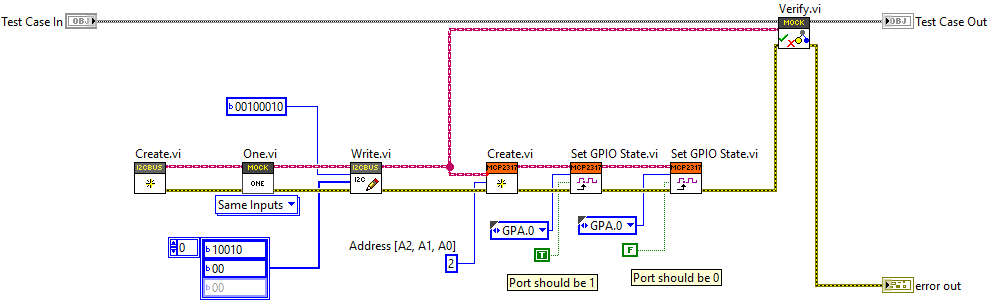 Verify.vi
Test Case In
OBJ
MOCK
OBJ
Test Case Out
b 00100010
Create.vi
One.vi
Write.vi
Create.vi
Set GPIO State.vi
Set GPIO State.vi
I2CBUS
MOCK
I2CBUS
MCP2317
MCP2317
MCP2317
ONE
I2C
Same Inputs
GPA.0
GPA.0
0
b 10010
b 00
b 00
Address [A2, A1, A0]
2
T
F
Port should be 1
Port should be 0
error out